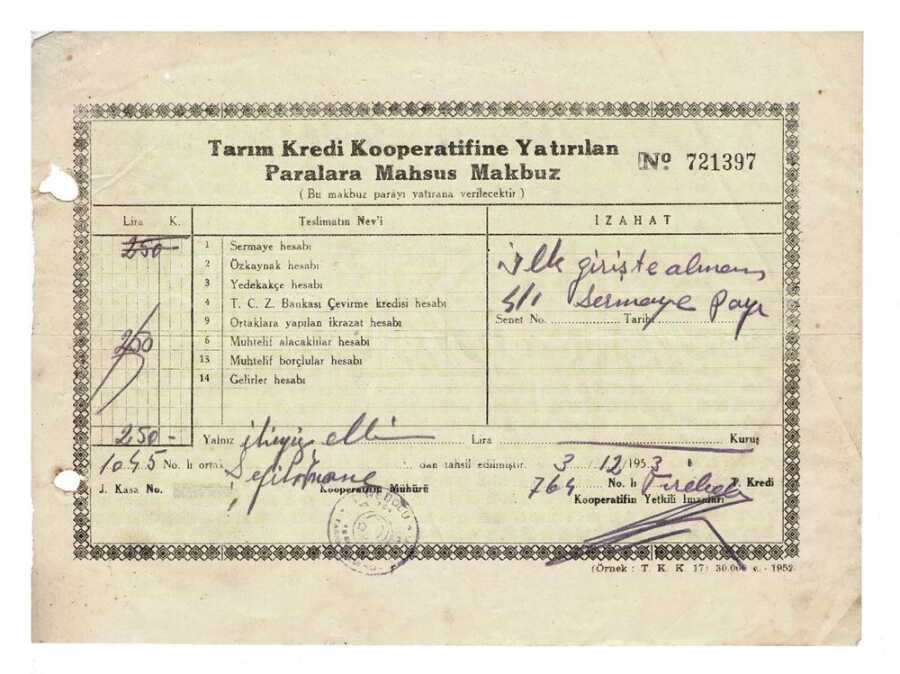 Tarım Kredi Kooperatifine Yatırılan
Paralara Mahsus Makbuz
No 721397
( Bu makbuz parayı yatırana verilecektir )
Lira K. Teslimatın Nev'i İZAHAT
250 - 1 Sermaye hesabı
2 Özkaynak hesabı
3 Yedekakçe hesabı
4 T. C. Z. Bankası Çevirme kredisi hesabı
9 Ortaklara yapılan ikrazat hesabı
250 6 Muhtelif alacaklılar hesabı
13 Muhtelif borçlular hesabı
14 Gelirler hesabı
İlk girişte alınan
Sermaye payı
Senet No. Tarihi
250 - Yalnız ikiyüz elli Lira Kuruş
1045 No. lı ortak dan tahsil edilmiştir. 3/12/1953
J. Kasa No. Kooperatifin Mühürü 764 No. lı T. Kredi
Kooperatifin Yetkili İmzaları
(Örnek : T. K. K. 17) 30.000 c. - 1952